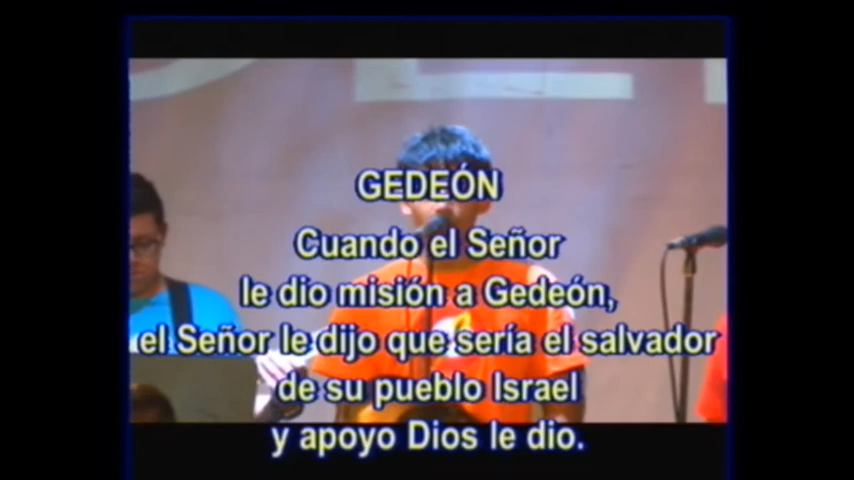 GEDEÓN
Cuando el Señor
le dio misión a Gedeón,
el Señor le dijo que sería el salvador
de su pueblo Israel
y apoyo Dios le dio.